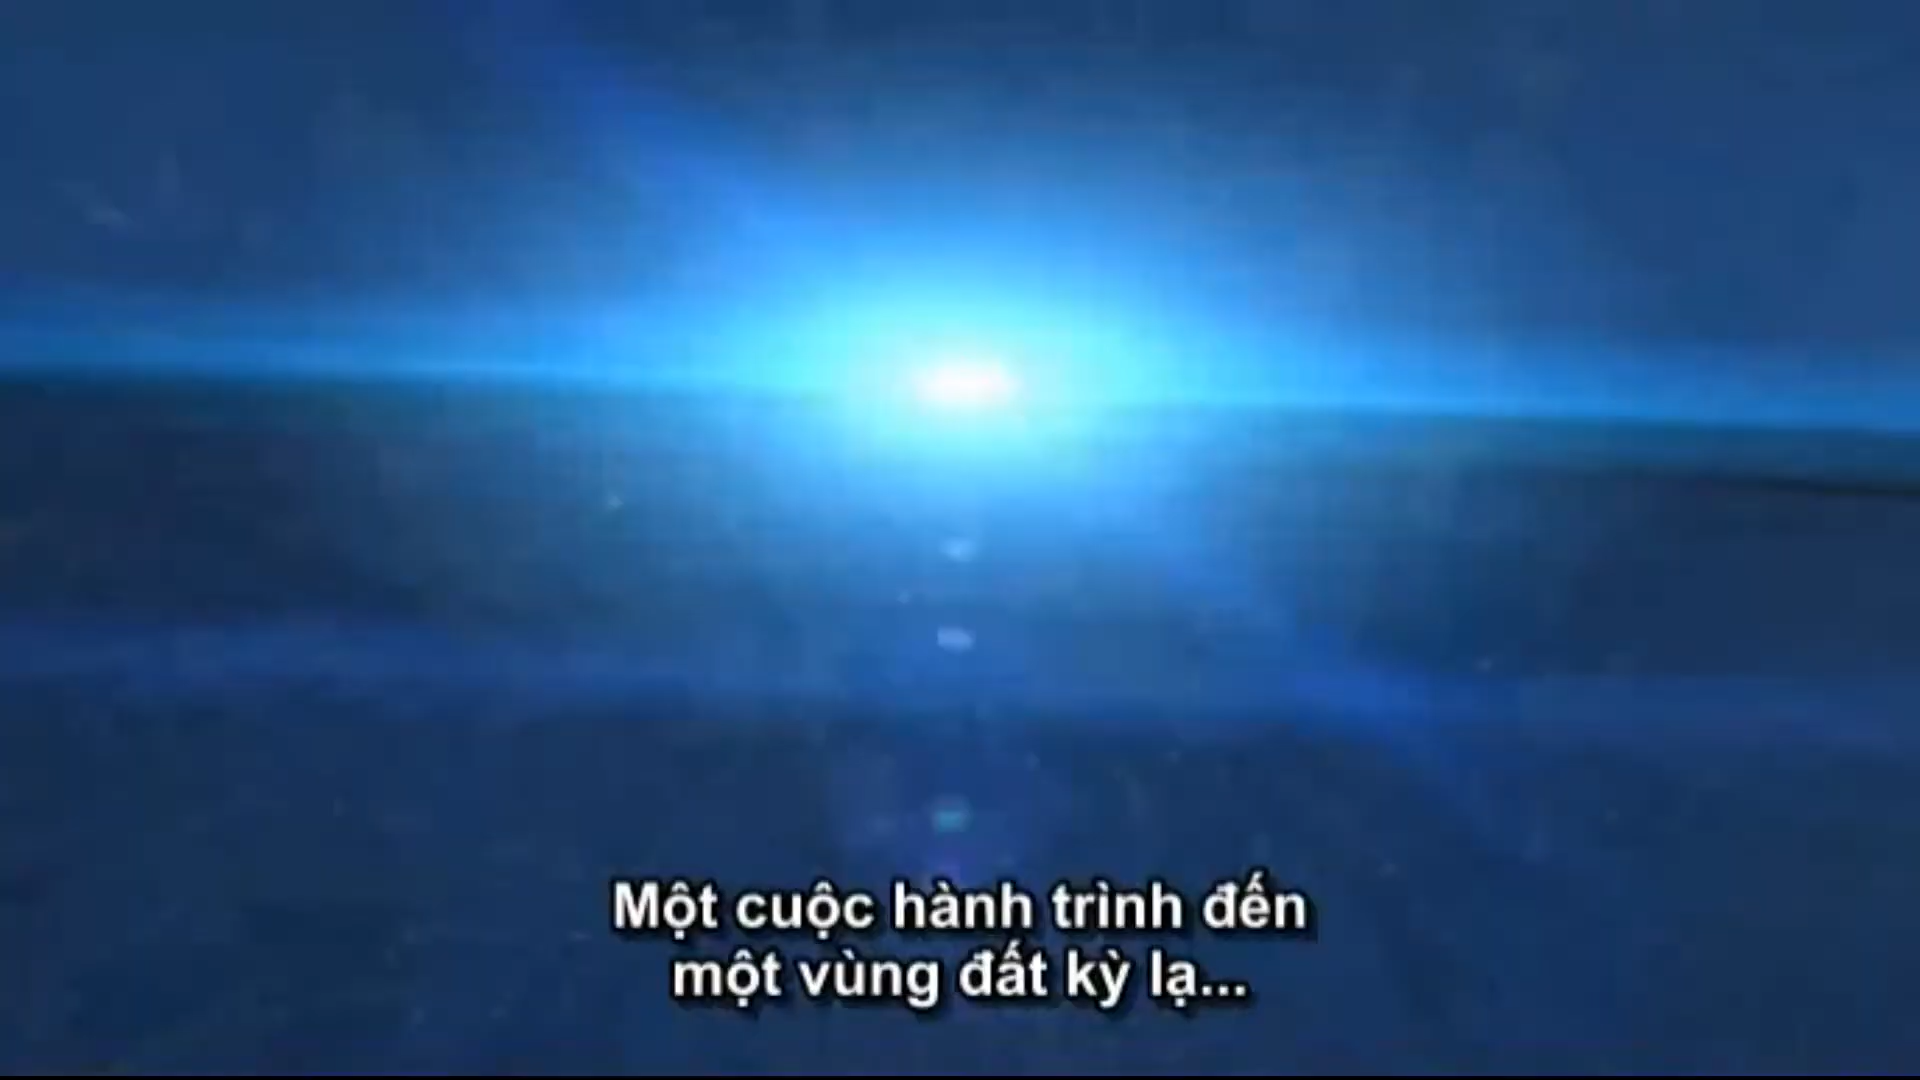 Một cuộc hành trình đến
một vùng đất kỳ lạ...